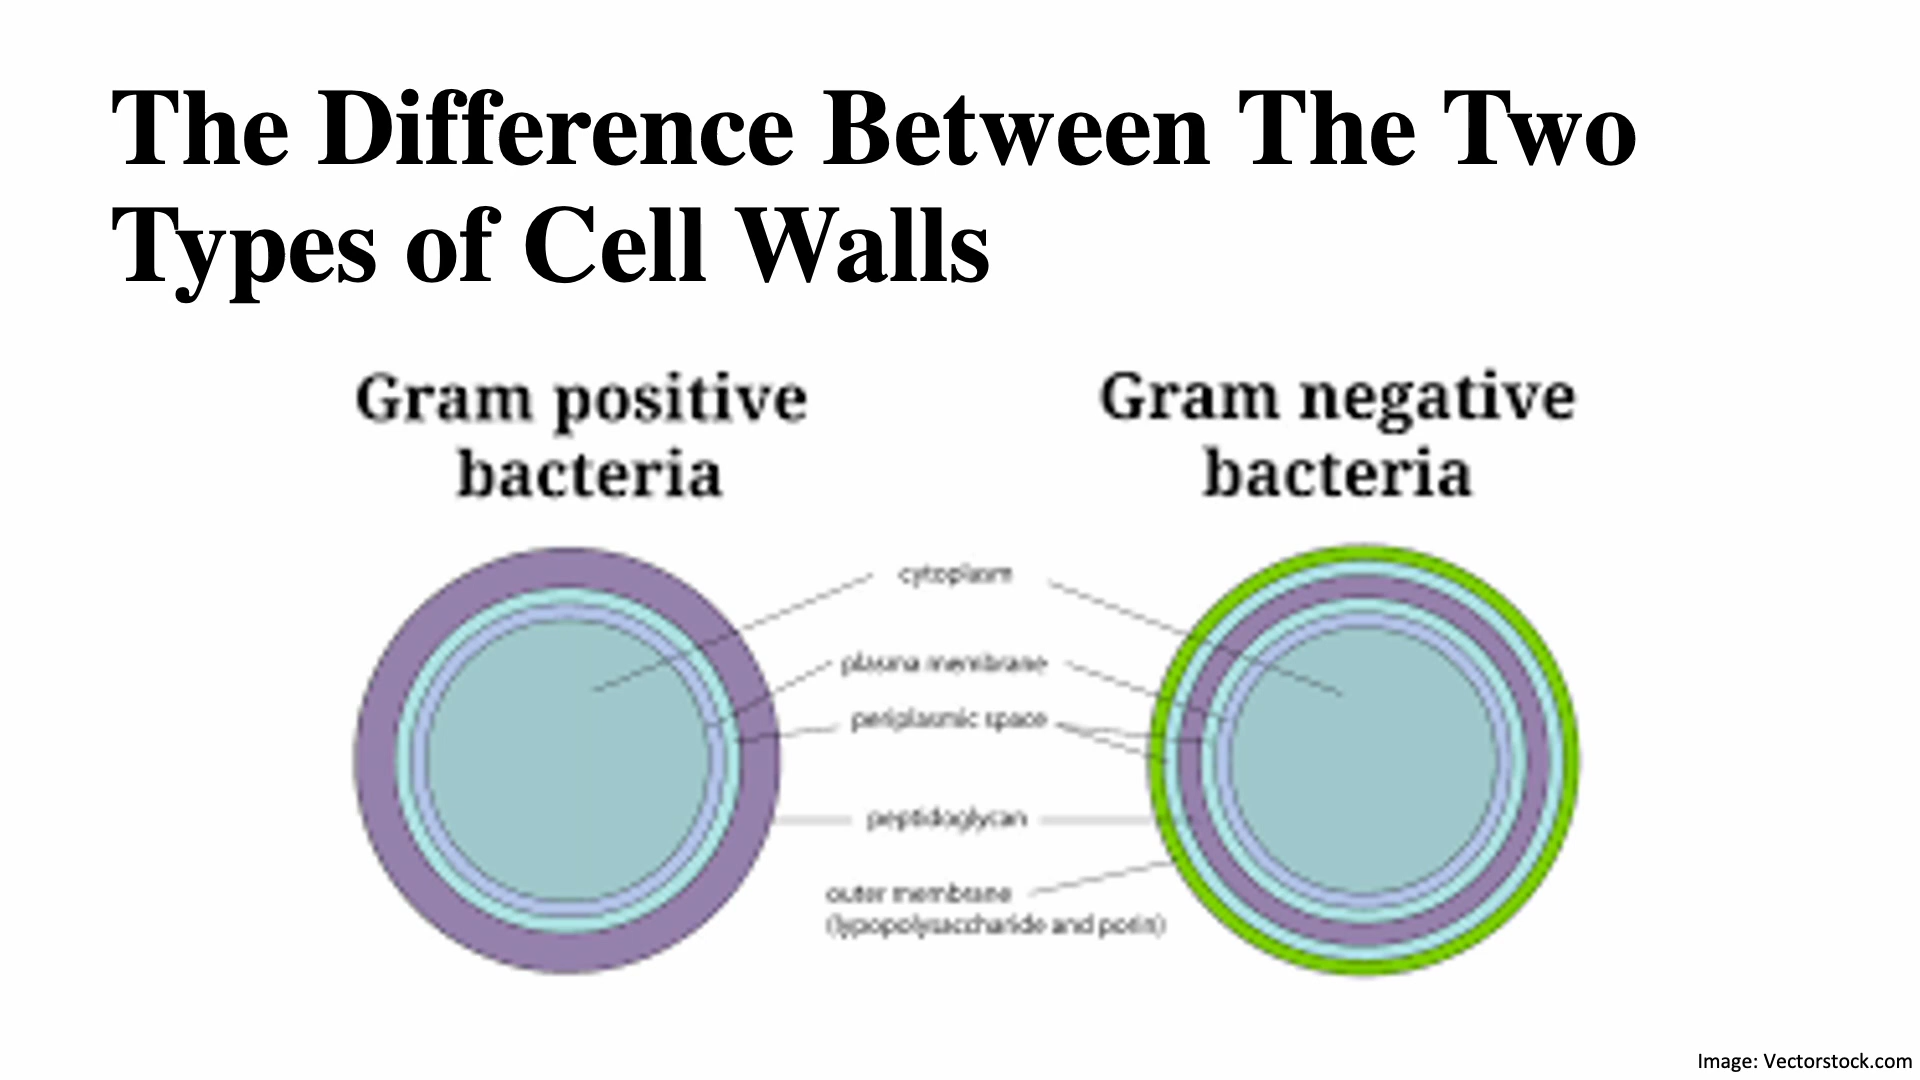 The Difference Between The Two
Types of Cell Walls
Gram positive
bacteria
Gram negative
bacteria
cytoplasm
plasma membrane
periplasmic space
peptidoglycan
outer membrane
(lypopolysaccharide and porin)
Image: Vectorstock.com